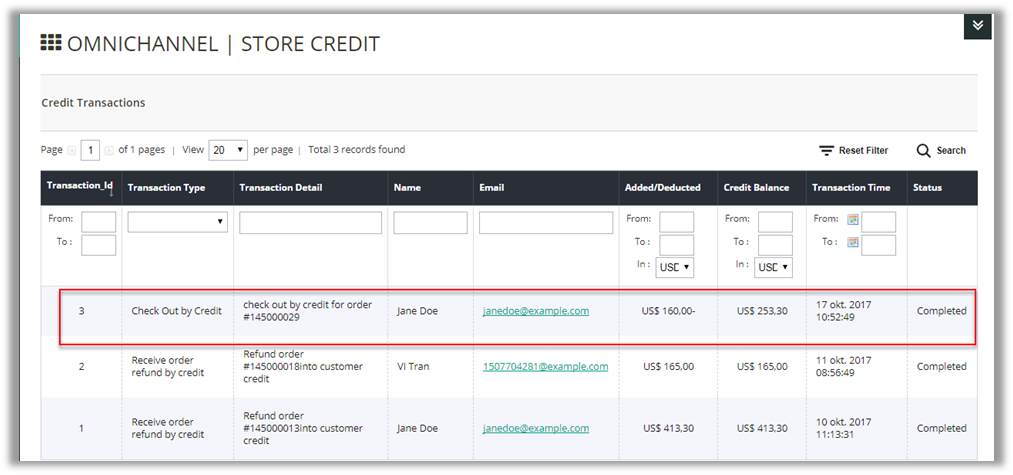 OMNICHANNEL | STORE CREDIT
Credit Transactions
Page 1 of 1 pages | View 20 per page | Total 3 records found Reset Filter Search
Transaction_Id Transaction Type Transaction Detail Name Email Added/Deducted Credit Balance Transaction Time Status
From: From: From: From:
To : To : To : To :
In : USD In : USD
3 Check Out by Credit check out by credit for order Jane Doe janedoe@example.com US$ 160,00- US$ 253,30 17 okt. 2017 Completed
#145000029 10:52:49
2 Receive order Refund order VI Tran 1507704281@example.com US$ 165,00 US$ 165,00 11 okt. 2017 Completed
refund by credit #145000018into customer 08:56:49
credit
1 Receive order Refund order Jane Doe janedoe@example.com US$ 413,30 US$ 413,30 10 okt. 2017 Completed
refund by credit #145000013into customer 11:13:31
credit